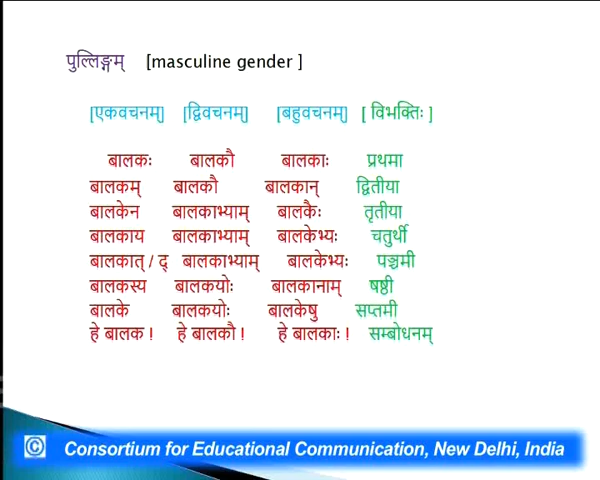 पुल्लिङ्गम् [masculine gender ]
[एकवचनम्] [द्विवचनम्] [बहुवचनम्] [ विभक्तिः ]
बालकः बालकौ बालकाः प्रथमा
बालकम् बालकौ बालकान् द्वितीया
बालकेन बालकाभ्याम् बालकैः तृतीया
बालकाय बालकाभ्याम् बालकेभ्यः चतुर्थी
बालकात् / द् बालकाभ्याम् बालकेभ्यः पञ्चमी
बालकस्य बालकयोः बालकानाम् षष्ठी
बालके बालकयोः बालकेषु सप्तमी
हे बालक ! हे बालकौ ! हे बालकाः ! सम्बोधनम्
© Consortium for Educational Communication, New Delhi, India